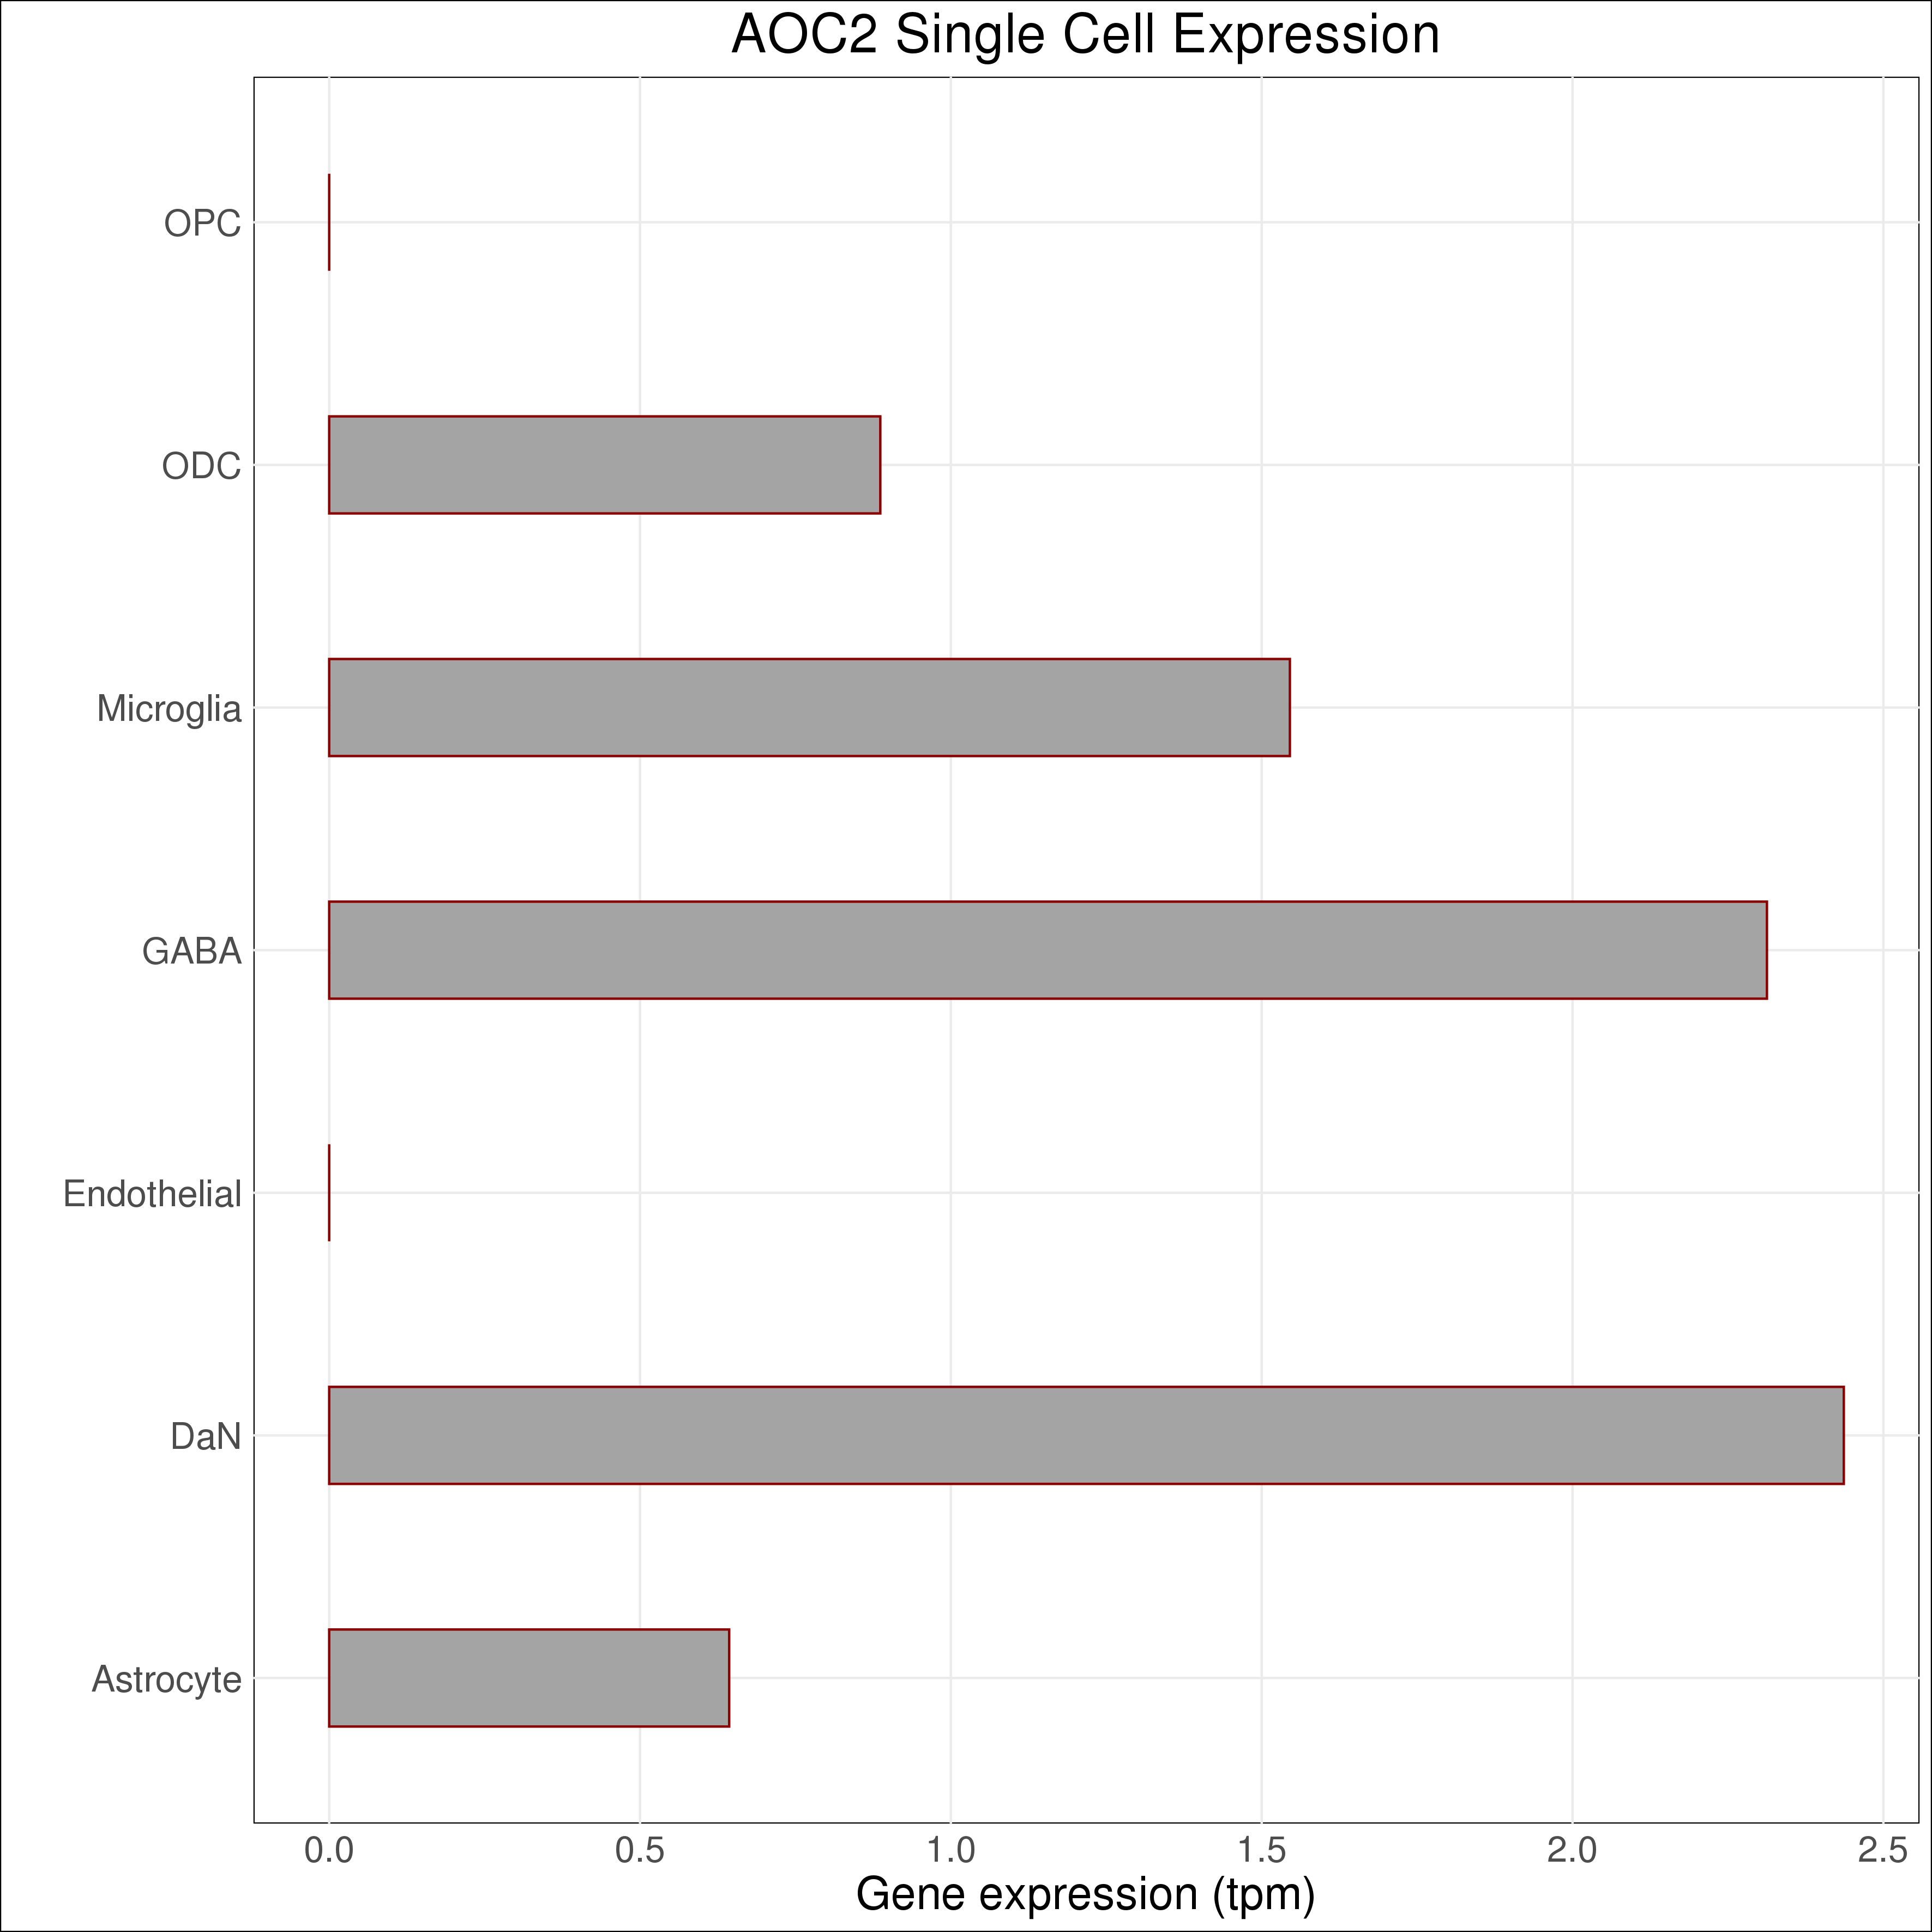 AOC2 Single Cell Expression
OPC
ODC
Microglia
GABA
Endothelial
DaN
Astrocyte
0.0 0.5 1.0 1.5 2.0 2.5
Gene expression (tpm)